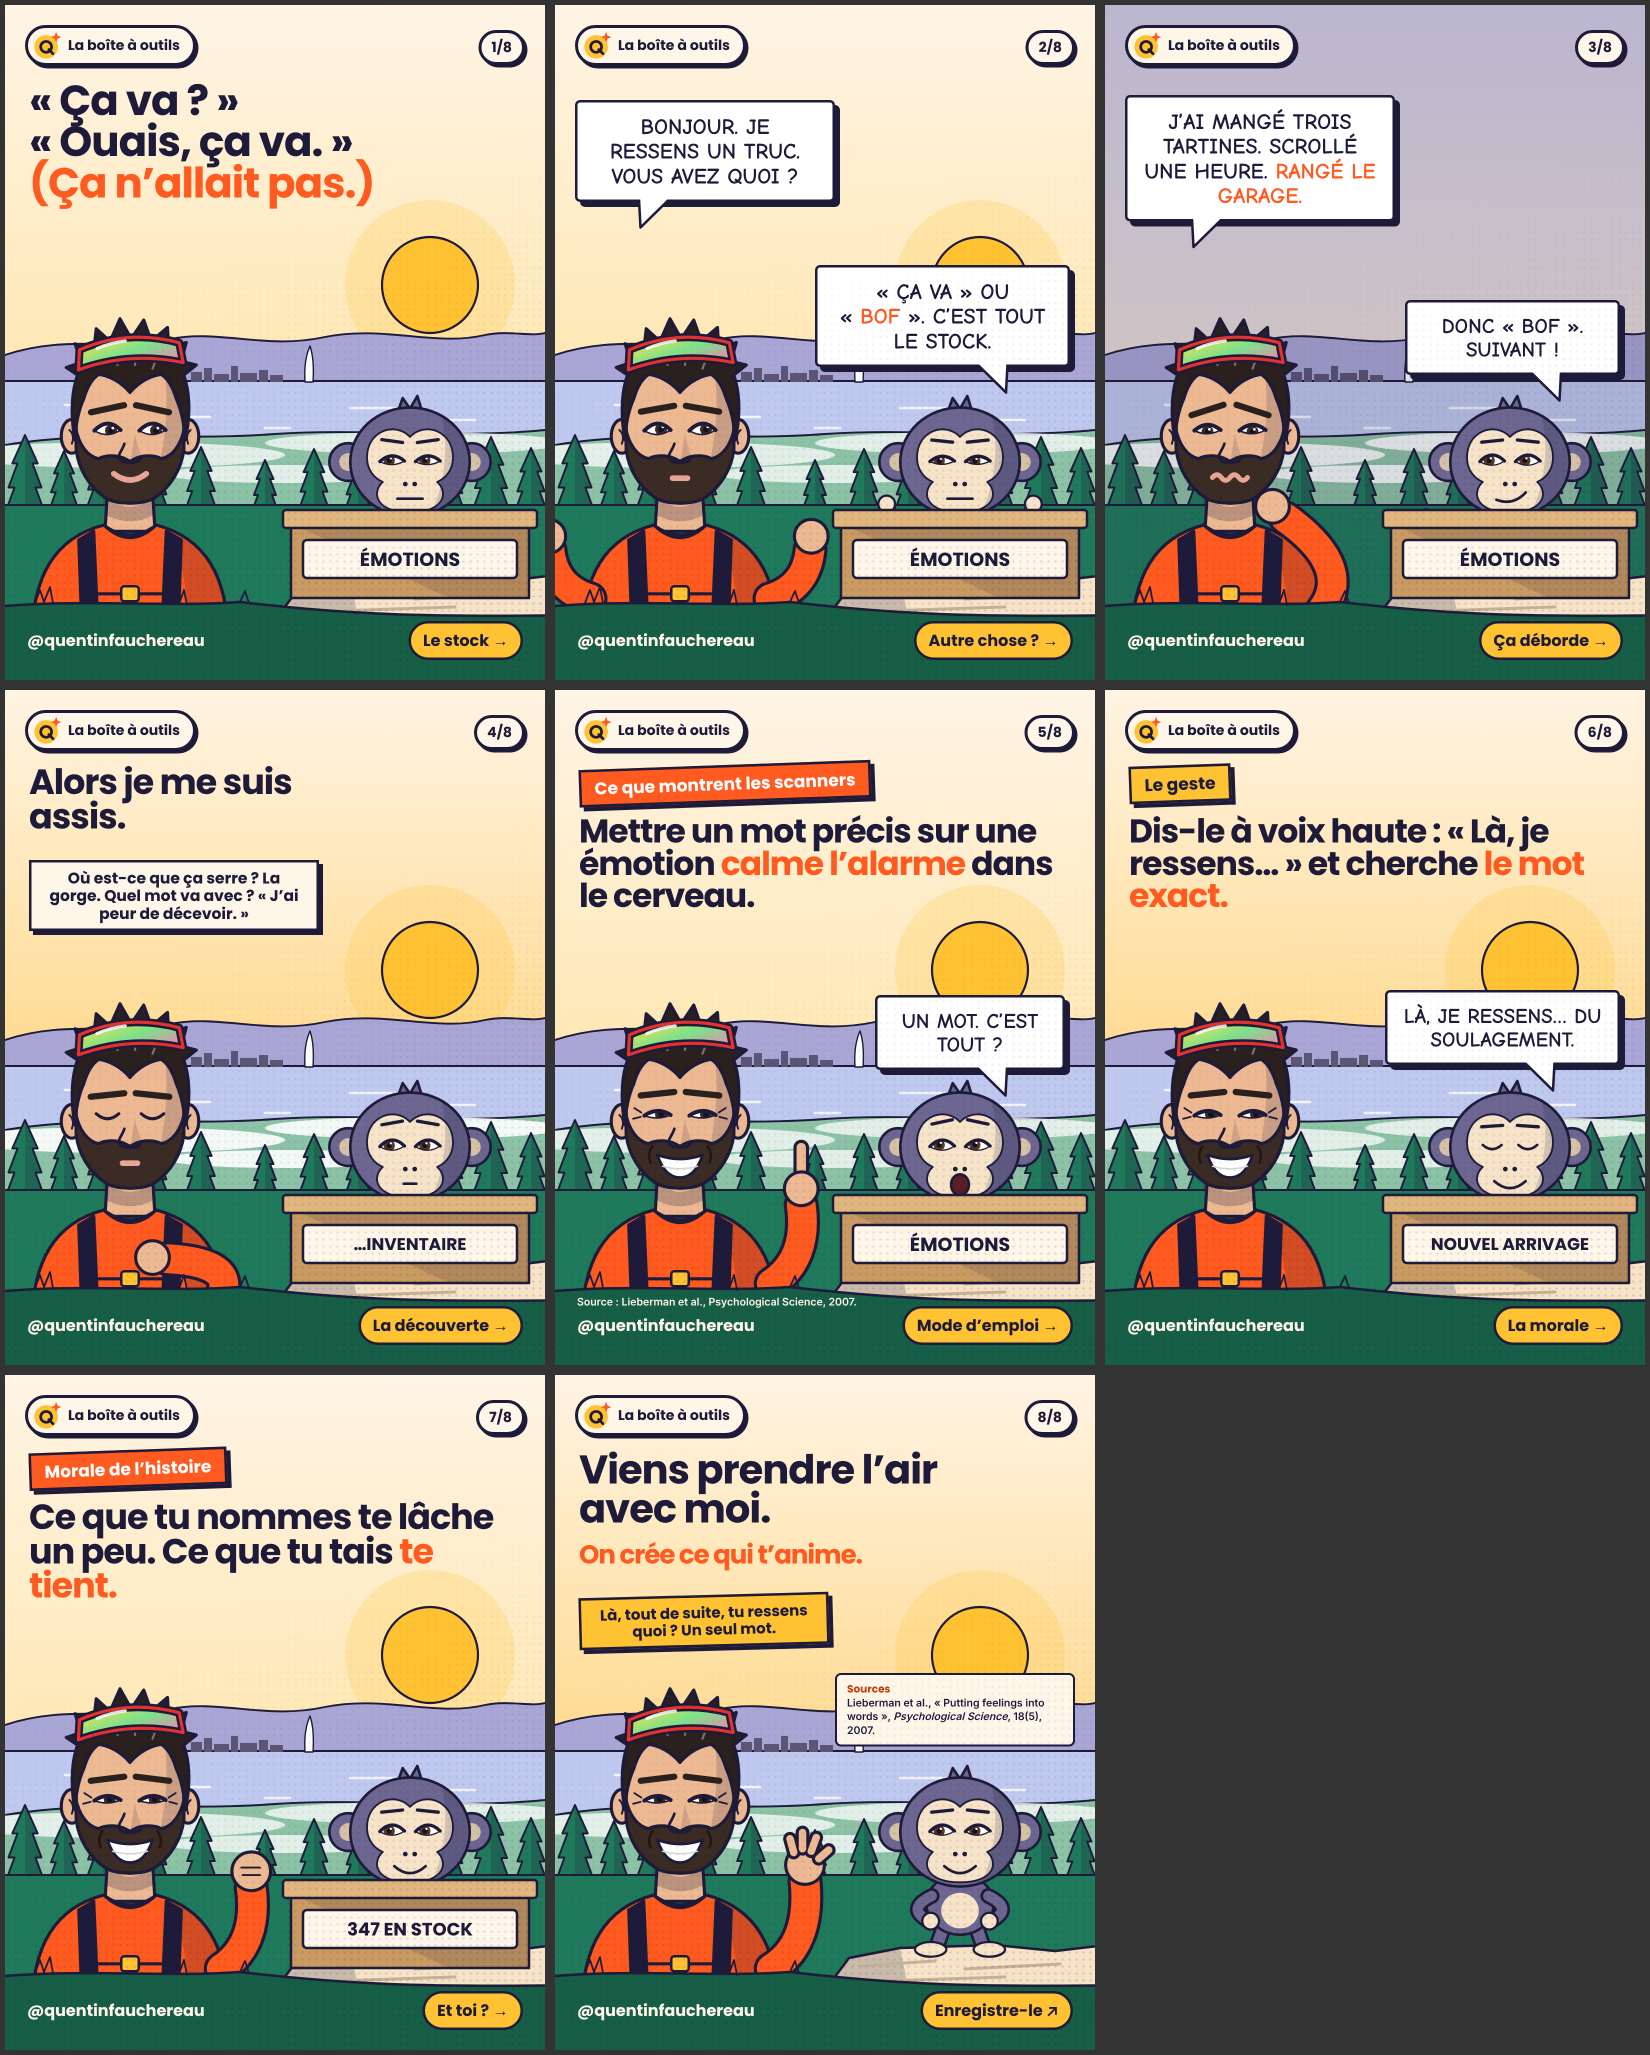 Q La boîte à outils
1/8
« Ça va ? »
« Ouais, ça va. »
(Ça n’allait pas.)
ÉMOTIONS
@quentinfauchereau
Le stock →
Q La boîte à outils
2/8
BONJOUR. JE
RESSENS UN TRUC.
VOUS AVEZ QUOI ?
« ÇA VA » OU
« BOF ». C’EST TOUT
LE STOCK.
ÉMOTIONS
@quentinfauchereau
Autre chose ? →
Q La boîte à outils
3/8
J’AI MANGÉ TROIS
TARTINES. SCROLLÉ
UNE HEURE. RANGÉ LE
GARAGE.
DONC « BOF ».
SUIVANT !
ÉMOTIONS
@quentinfauchereau
Ça déborde →
Q La boîte à outils
4/8
Alors je me suis
assis.
Où est-ce que ça serre ? La
gorge. Quel mot va avec ? « J’ai
peur de décevoir. »
…INVENTAIRE
@quentinfauchereau
La découverte →
Q La boîte à outils
5/8
Ce que montrent les scanners
Mettre un mot précis sur une
émotion calme l’alarme dans
le cerveau.
UN MOT. C’EST
TOUT ?
ÉMOTIONS
Source : Lieberman et al., Psychological Science, 2007.
@quentinfauchereau
Mode d’emploi →
Q La boîte à outils
6/8
Le geste
Dis-le à voix haute : « Là, je
ressens… » et cherche le mot
exact.
LÀ, JE RESSENS… DU
SOULAGEMENT.
NOUVEL ARRIVAGE
@quentinfauchereau
La morale →
Q La boîte à outils
7/8
Morale de l’histoire
Ce que tu nommes te lâche
un peu. Ce que tu tais te
tient.
347 EN STOCK
@quentinfauchereau
Et toi ? →
Q La boîte à outils
8/8
Viens prendre l’air
avec moi.
On crée ce qui t’anime.
Là, tout de suite, tu ressens
quoi ? Un seul mot.
Sources
Lieberman et al., « Putting feelings into
words », Psychological Science, 18(5),
2007.
@quentinfauchereau
Enregistre-le ↗